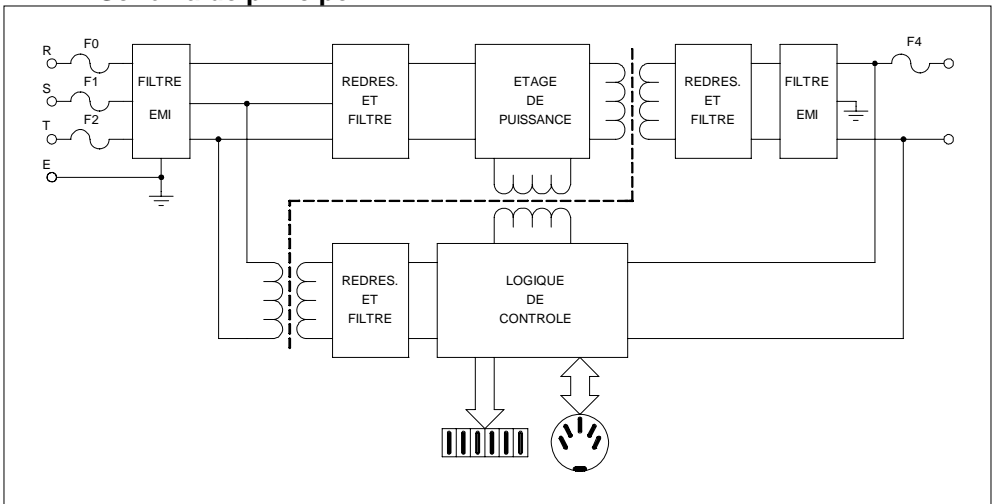 R
F0
S
F1
T
F2
E
FILTRE
EMI
REDRES.
ET
FILTRE
ETAGE
DE
PUISSANCE
REDRES.
ET
FILTRE
FILTRE
EMI
F4
REDRES.
ET
FILTRE
LOGIQUE
DE
CONTROLE